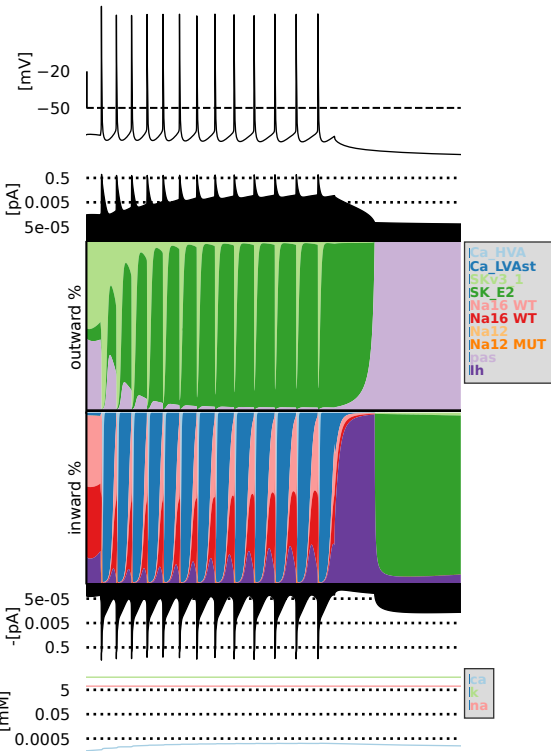 [mV]
−20
−50
[pA]
0.5
0.005
5e-05
outward %
Ca_HVA
Ca_LVAst
SKv3_1
SK_E2
Na16 WT
Na16 WT
Na12
Na12 MUT
pas
Ih
inward %
-[pA]
5e-05
0.005
0.5
ca
k
na
[mM]
5
0.05
0.0005